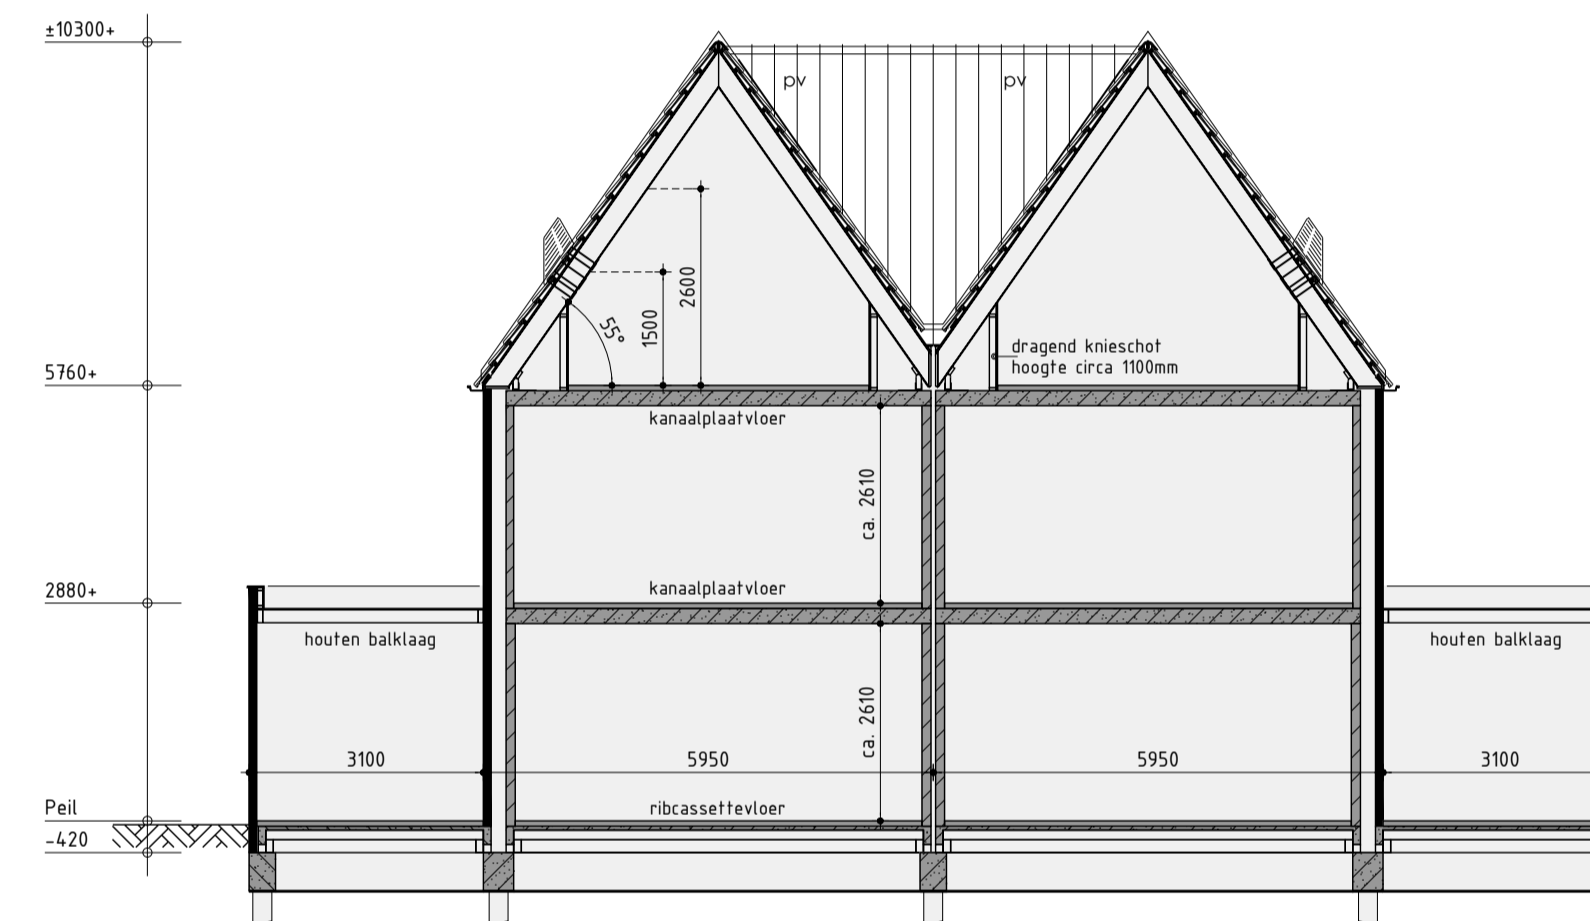 ±10300+
pv pv
2600
1500
55°
dragend knieschot
hoogte circa 1100mm
5760+
kanaalplaatvloer
ca. 2610
kanaalplaatvloer
2880+
houten balklaag houten balklaag
ca. 2610
3100 5950 5950 3100
ribcassettevloer
Peil
-420